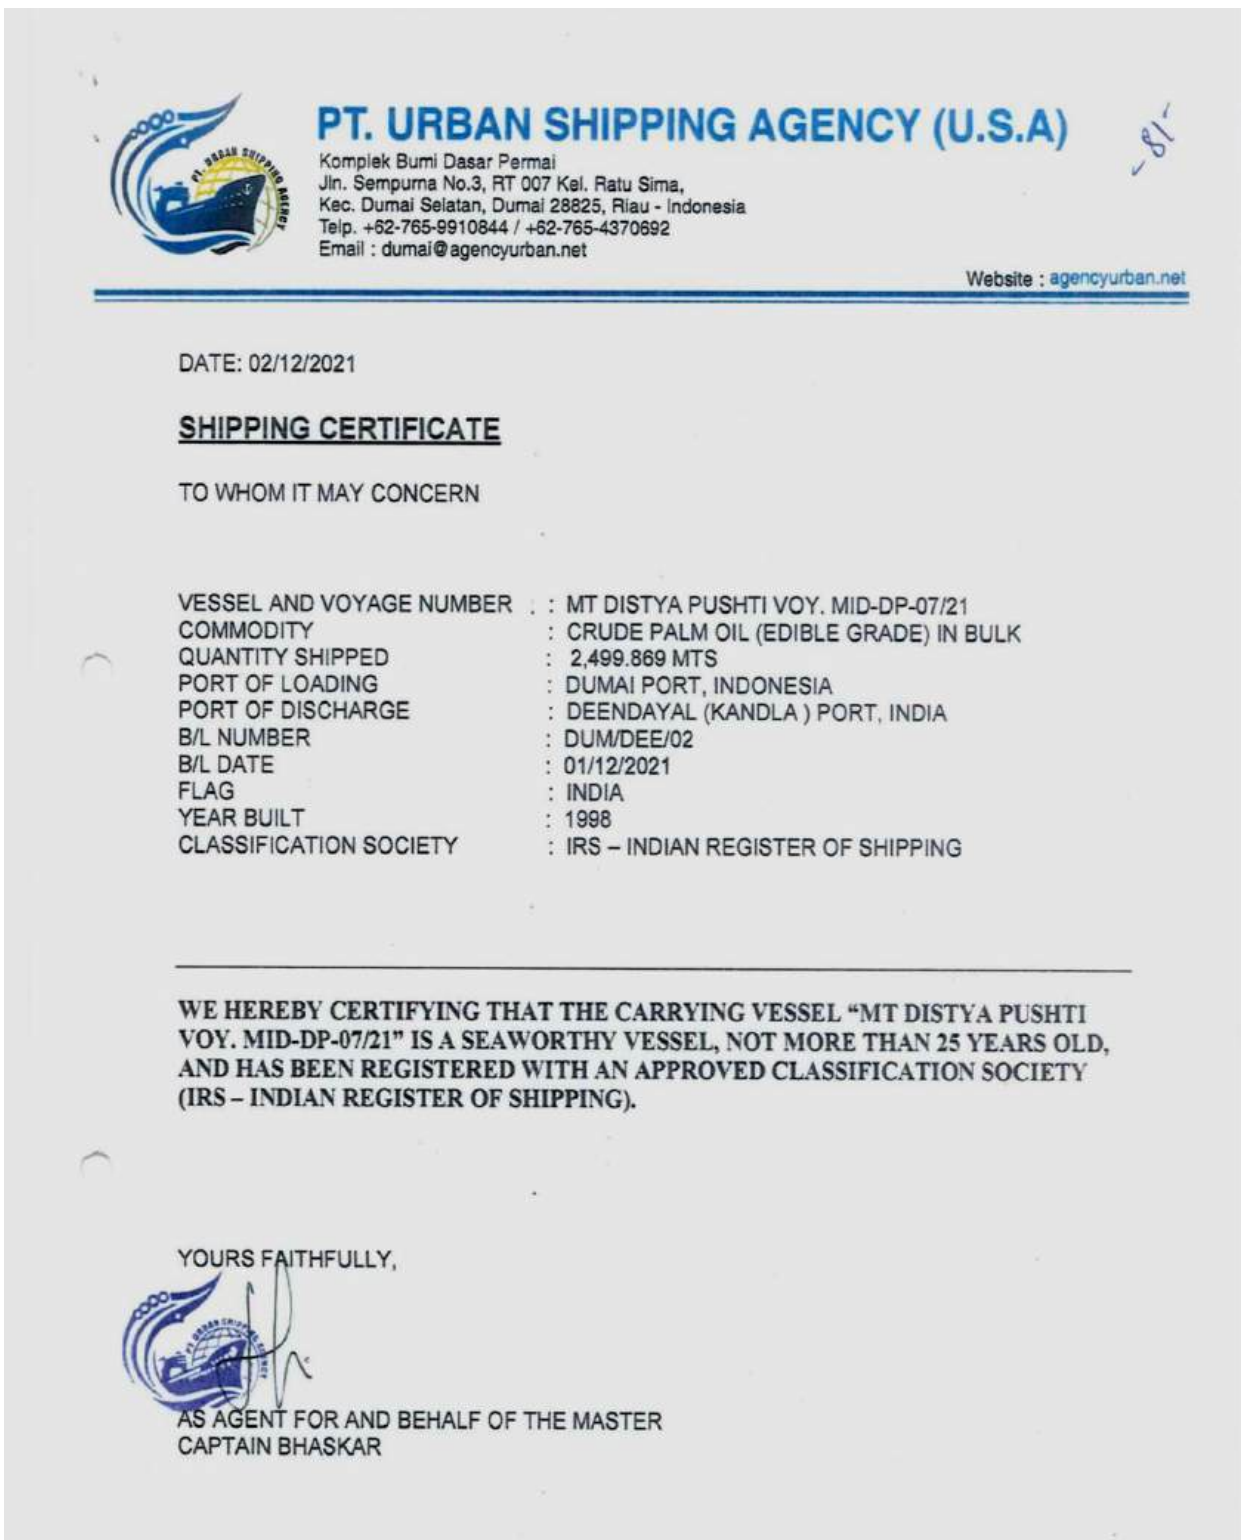 PT. URBAN SHIPPING AGENCY
PT. URBAN SHIPPING AGENCY (U.S.A)
Komplek Bumi Dasar Permai
Jln. Sempurna No.3, RT 007 Kel. Ratu Sima,
Kec. Dumai Selatan, Dumai 28825, Riau - Indonesia
Telp. +62-765-9910844 / +62-765-4370692
Email : dumai@agencyurban.net
-81-
Website : agencyurban.net
DATE: 02/12/2021
SHIPPING CERTIFICATE
TO WHOM IT MAY CONCERN
VESSEL AND VOYAGE NUMBER : : MT DISTYA PUSHTI VOY. MID-DP-07/21
COMMODITY : CRUDE PALM OIL (EDIBLE GRADE) IN BULK
QUANTITY SHIPPED : 2,499.869 MTS
PORT OF LOADING : DUMAI PORT, INDONESIA
PORT OF DISCHARGE : DEENDAYAL (KANDLA ) PORT, INDIA
B/L NUMBER : DUM/DEE/02
B/L DATE : 01/12/2021
FLAG : INDIA
YEAR BUILT : 1998
CLASSIFICATION SOCIETY : IRS – INDIAN REGISTER OF SHIPPING
WE HEREBY CERTIFYING THAT THE CARRYING VESSEL “MT DISTYA PUSHTI
VOY. MID-DP-07/21” IS A SEAWORTHY VESSEL, NOT MORE THAN 25 YEARS OLD,
AND HAS BEEN REGISTERED WITH AN APPROVED CLASSIFICATION SOCIETY
(IRS – INDIAN REGISTER OF SHIPPING).
YOURS FAITHFULLY,
PT. URBAN SHIPPING AGENCY
AS AGENT FOR AND BEHALF OF THE MASTER
CAPTAIN BHASKAR